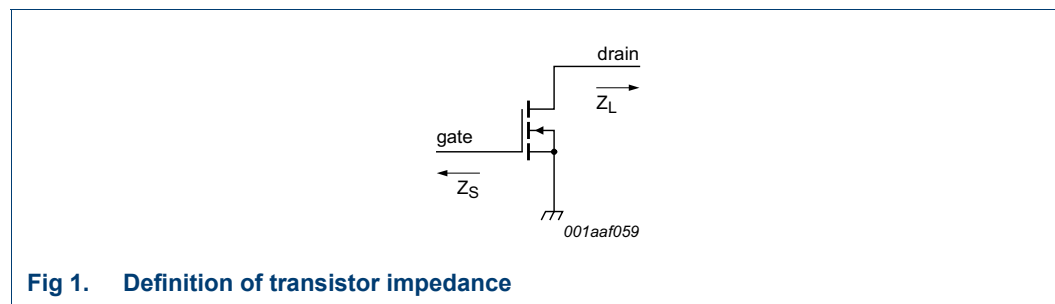 drain
Z_L
gate
Z_S
001aaf059
Fig 1. Definition of transistor impedance